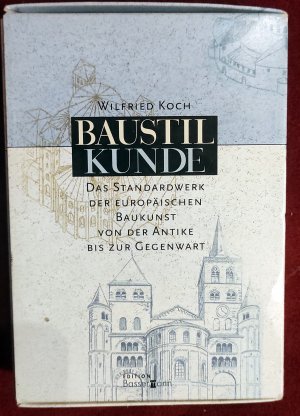 WILFRIED KOCH
BAUSTIL
KUNDE
DAS STANDARDWERK
DER EUROPÄISCHEN
BAUKUNST
VON DER ANTIKE
BIS ZUR GEGENWART
EDITION
Bassermann